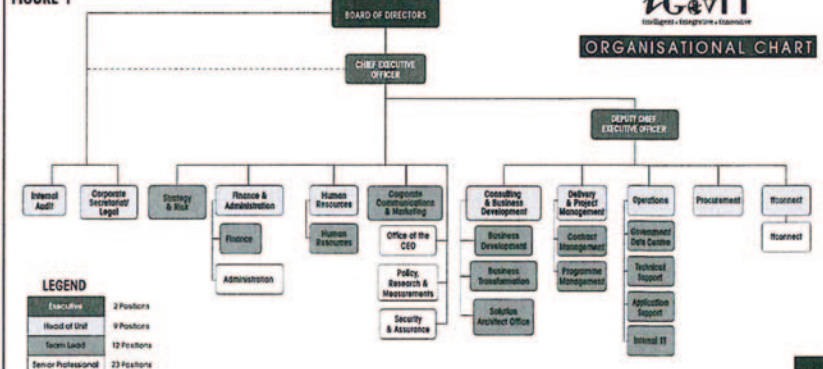 FIGURE 1
iGovTT
intelligent • integrative • innovative
ORGANISATIONAL CHART
BOARD OF DIRECTORS
CHIEF EXECUTIVE
OFFICER
DEPUTY CHIEF
EXECUTIVE OFFICER
Internal
Audit
Corporate
Secretariat/
Legal
Strategy
& Risk
Finance &
Administration
Finance
Administration
Human
Resources
Human
Resources
Corporate
Communications
& Marketing
Office of the
CEO
Policy,
Research &
Measurements
Security
& Assurance
Consulting
& Business
Development
Business
Development
Business
Transformation
Solution
Architect Office
Delivery
& Project
Management
Contract
Management
Programme
Management
Operations
Government
Data Centre
Technical
Support
Application
Support
Internal IT
Procurement
ttconnect
ttconnect
LEGEND
Executive 2 Positions
Head of Unit 9 Positions
Team Lead 12 Positions
Senior Professional 23 Positions